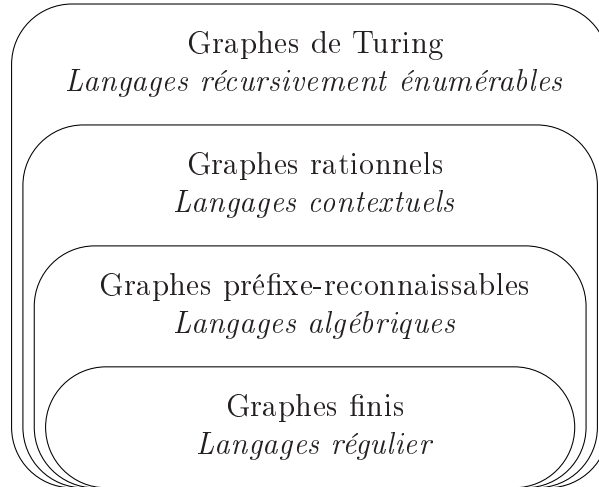 Graphes de Turing
Langages récursivement énumérables
Graphes rationnels
Langages contextuels
Graphes préfixe-reconnaissables
Langages algébriques
Graphes finis
Langages régulier